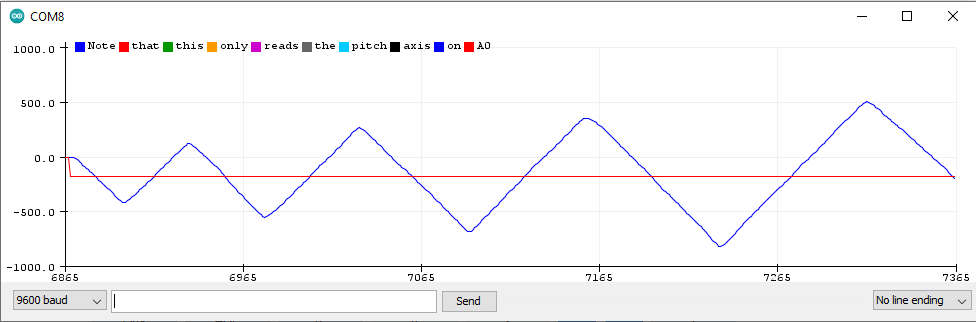 COM8
1000.0 Note that this only reads the pitch axis on A0
500.0
0.0
-500.0
-1000.0
6865 6965 7065 7165 7265 7365
9600 baud Send No line ending